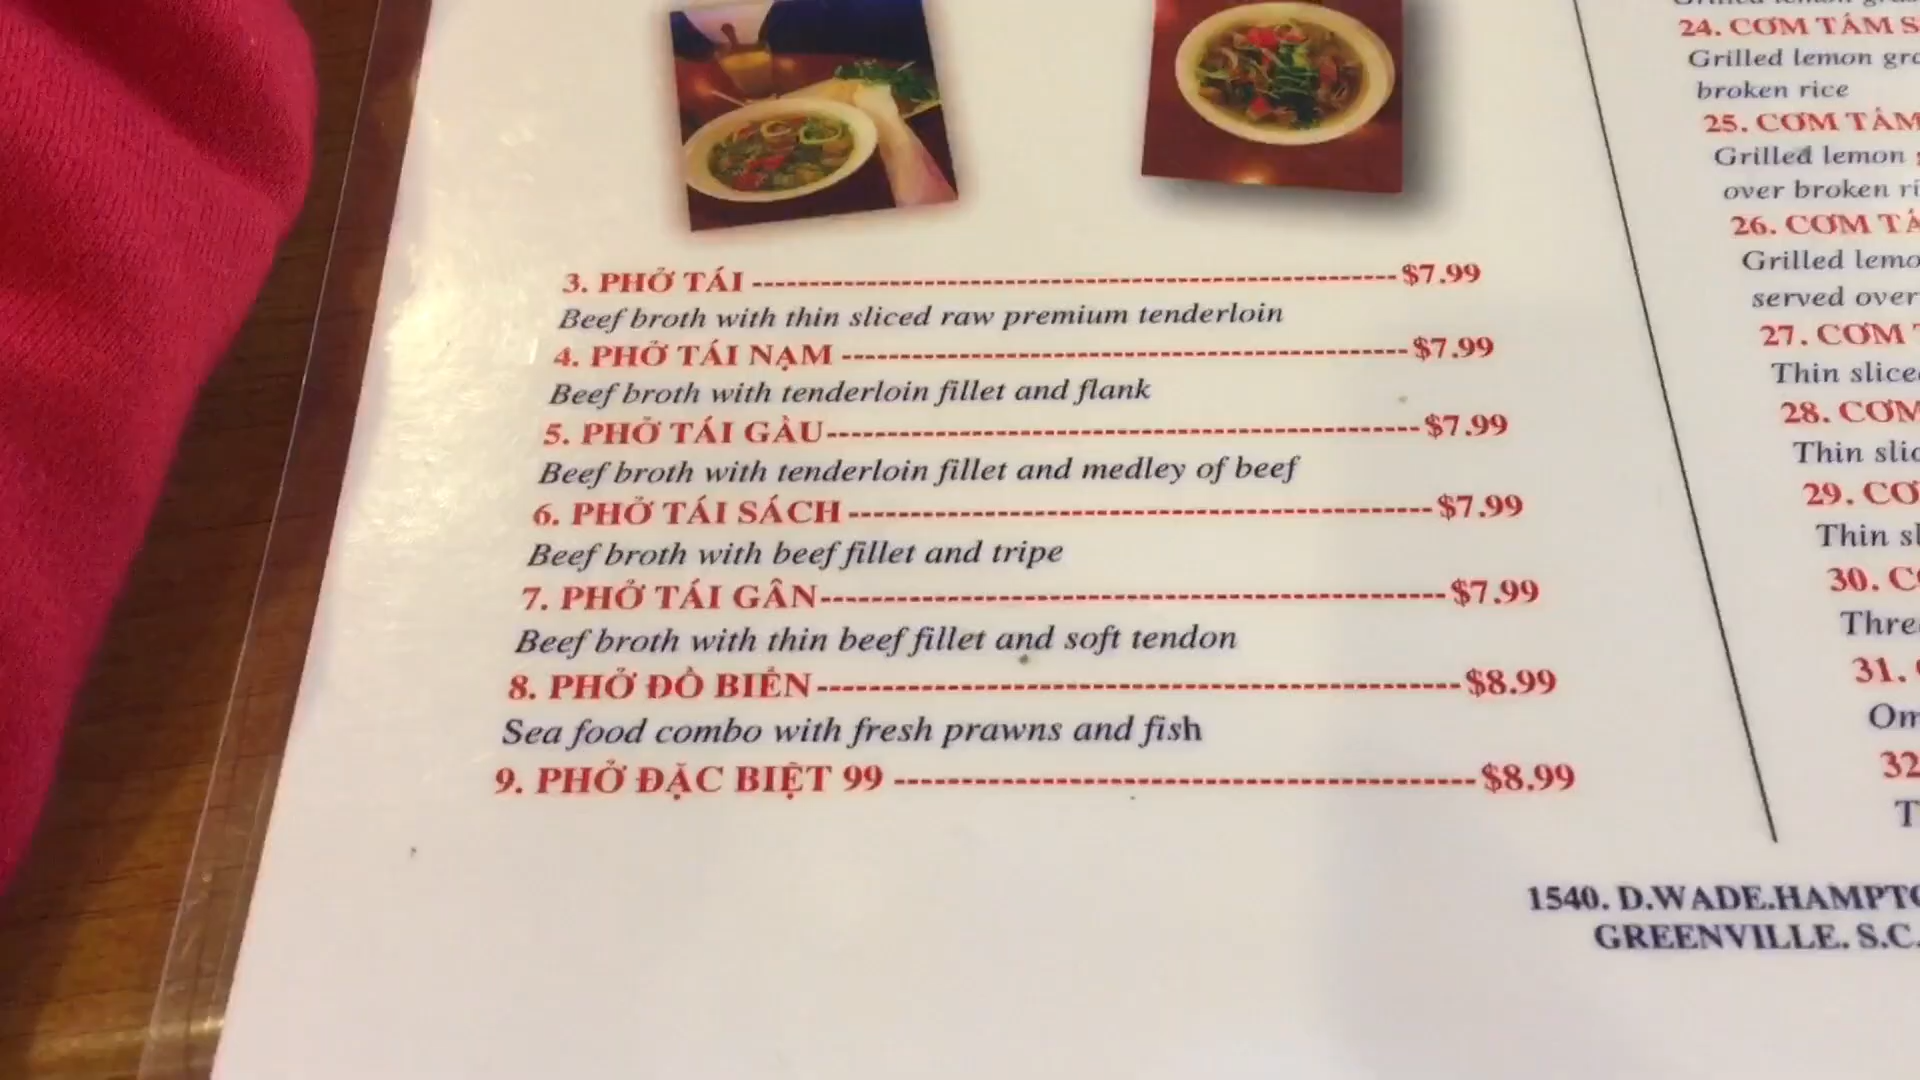 3. PHỞ TÁI ---------- $7.99
Beef broth with thin sliced raw premium tenderloin
4. PHỞ TÁI NẠM ---------- $7.99
Beef broth with tenderloin fillet and flank
5. PHỞ TÁI GÀU ---------- $7.99
Beef broth with tenderloin fillet and medley of beef
6. PHỞ TÁI SÁCH ---------- $7.99
Beef broth with beef fillet and tripe
7. PHỞ TÁI GÂN ---------- $7.99
Beef broth with thin beef fillet and soft tendon
8. PHỞ ĐỒ BIỂN ---------- $8.99
Sea food combo with fresh prawns and fish
9. PHỞ ĐẶC BIỆT 99 ---------- $8.99
24. CƠM TẤM
Grilled lemon
broken rice
25. CƠM TẤM
Grilled lemon
over broken
26. CƠM
Grilled
served over
27. CƠM
Thin
28.
Thin
29.
Thin
30.
31.
32
1540. D.WADE.
GREENVILLE. S.C.